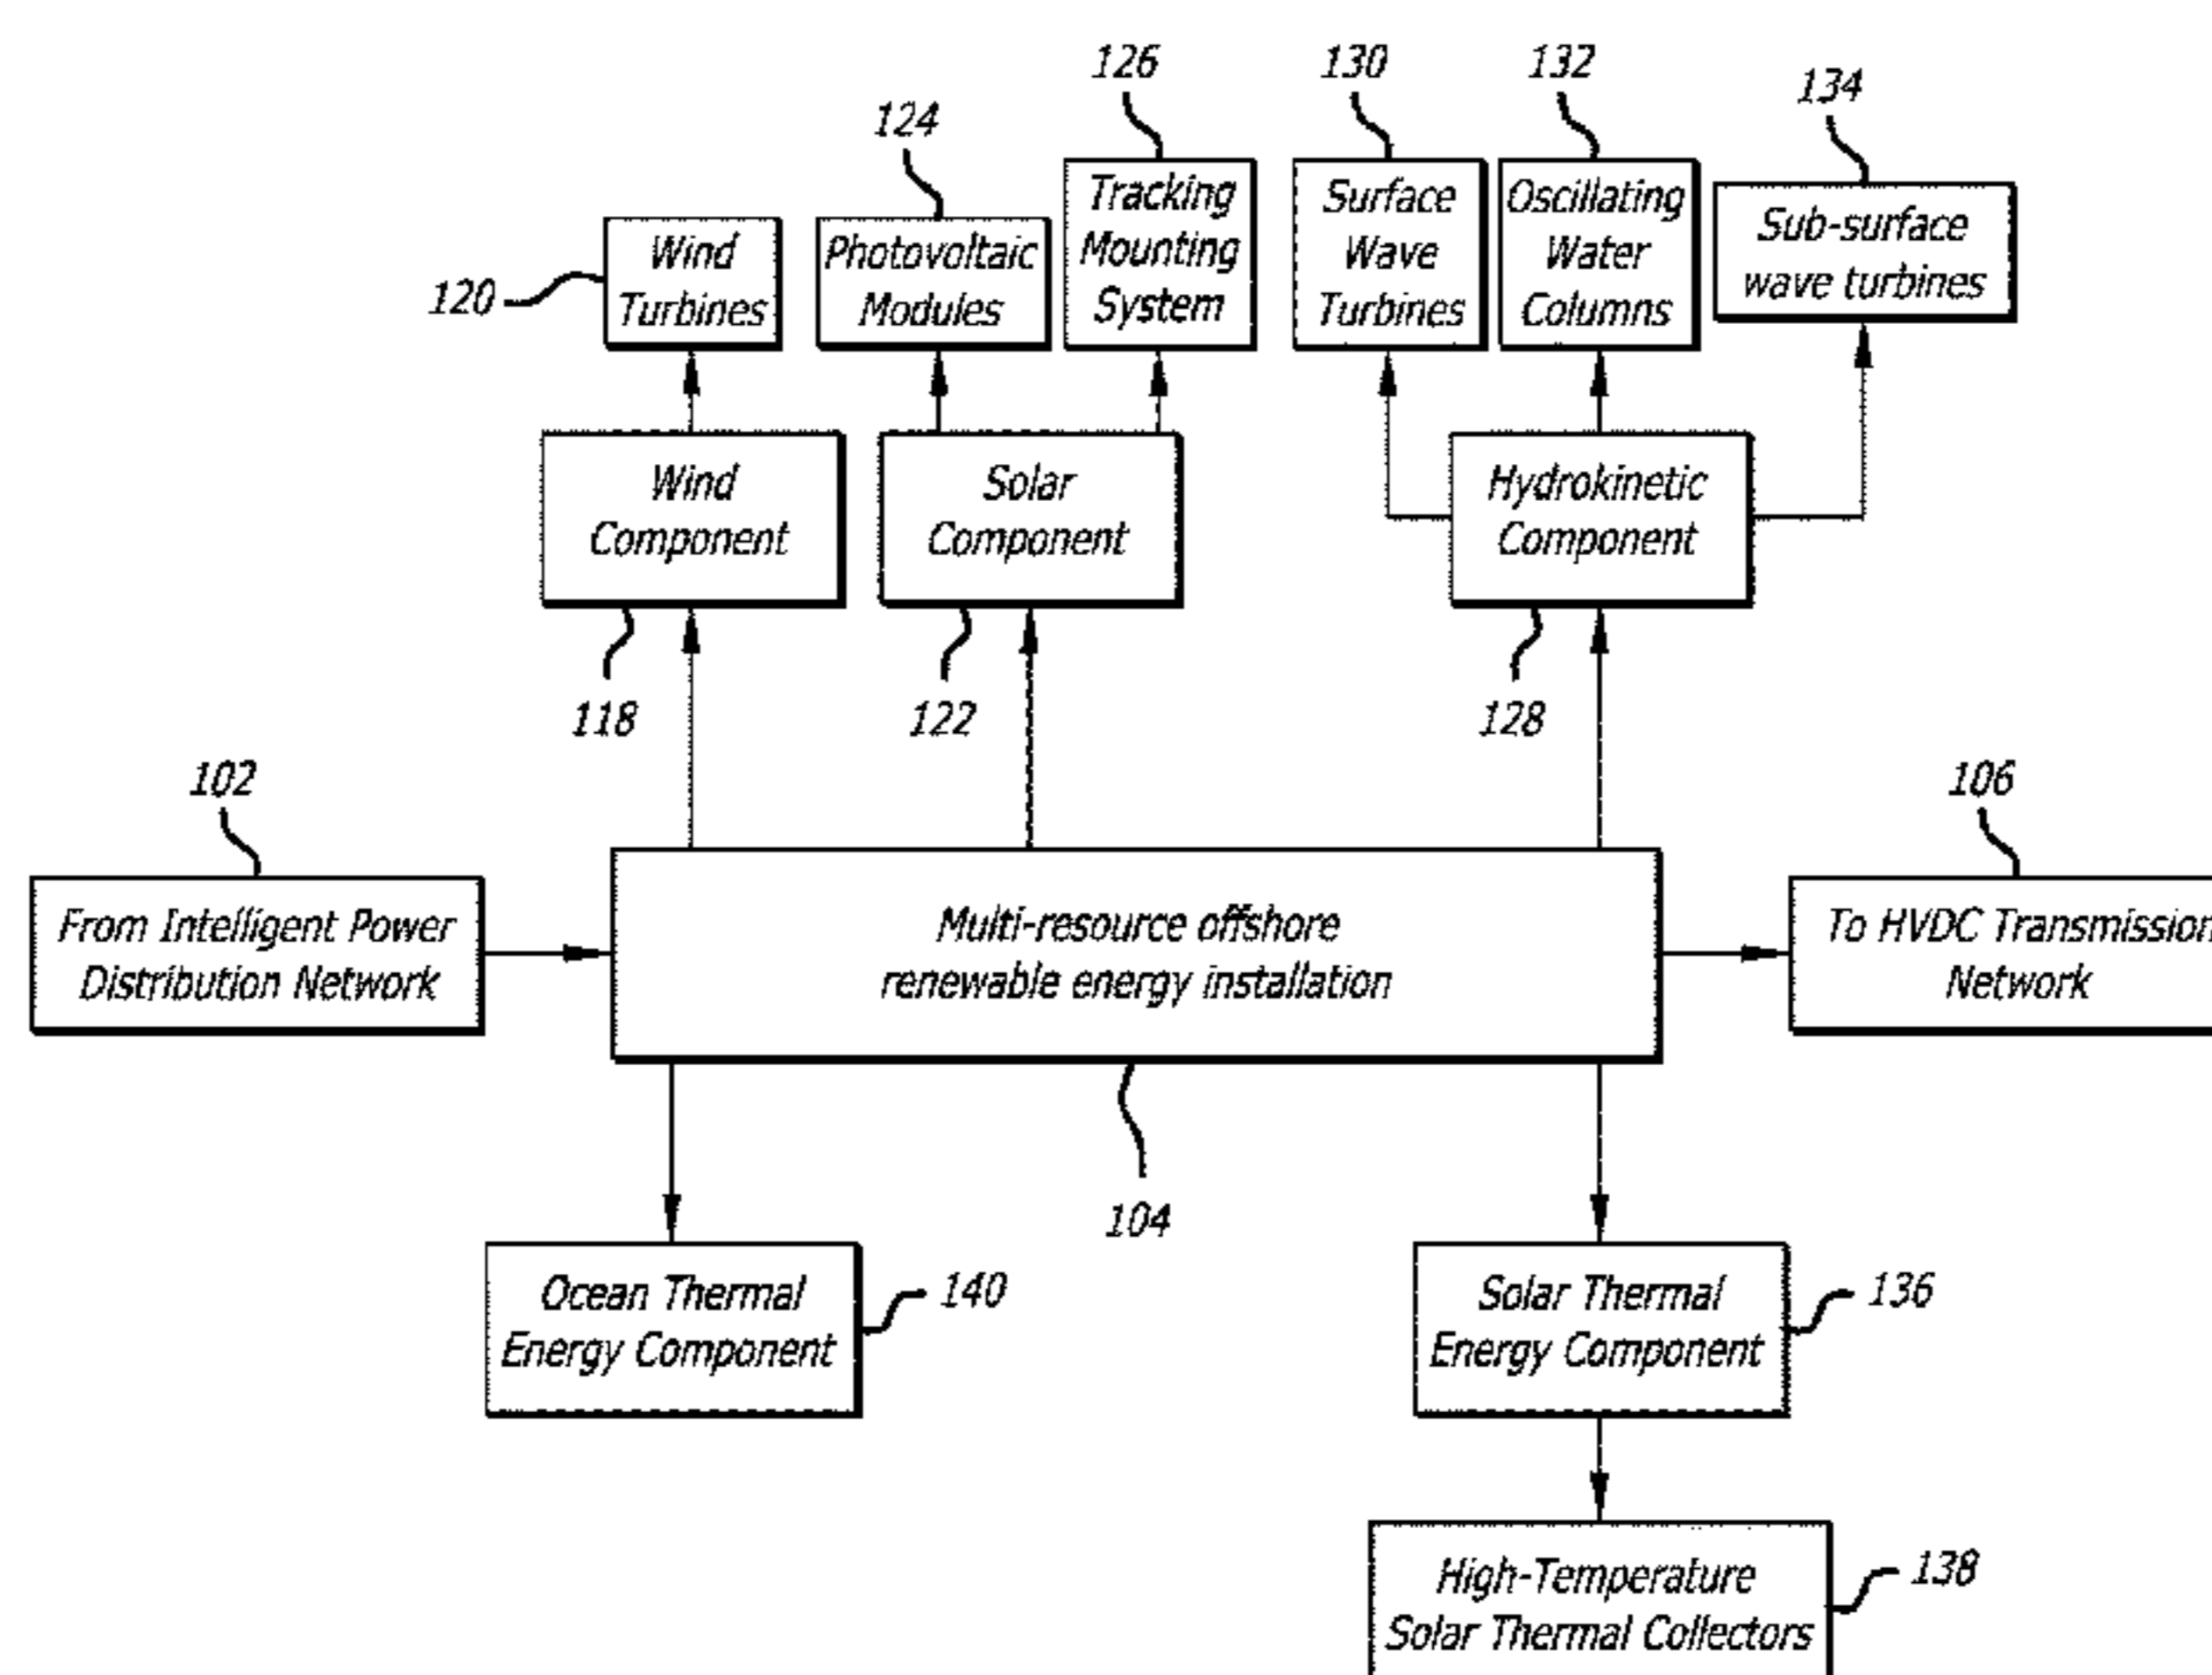 126
130
132
134
124
Tracking
Mounting
System
Surface
Wave
Turbines
Oscillating
Water
Columns
Sub-surface
wave turbines
120
Wind
Turbines
Photovoltaic
Modules
Wind
Component
Solar
Component
Hydrokinetic
Component
118
122
128
102
106
From Intelligent Power
Distribution Network
Multi-resource offshore
renewable energy installation
To HVDC Transmission
Network
104
Ocean Thermal
Energy Component
140
Solar Thermal
Energy Component
136
High-Temperature
Solar Thermal Collectors
138